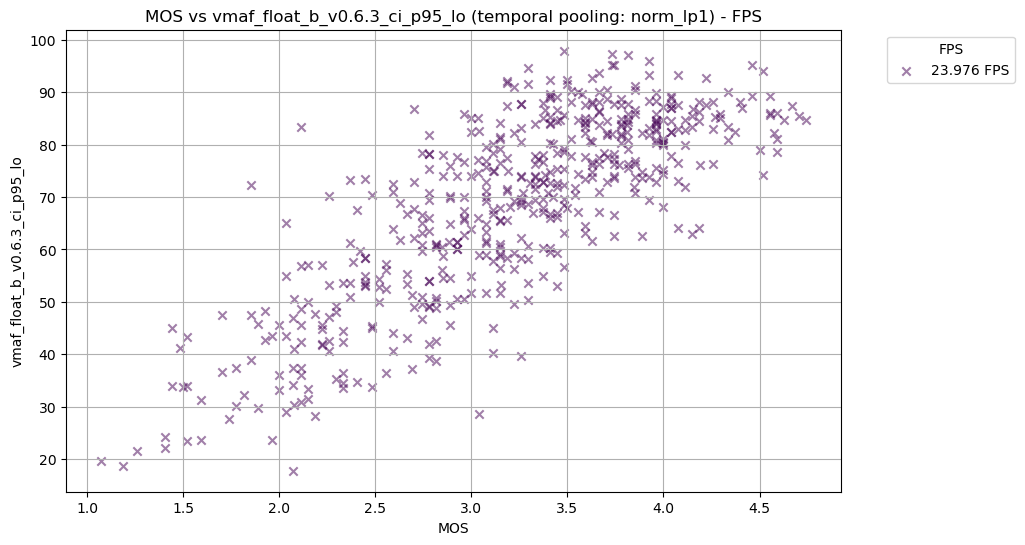 MOS vs vmaf_float_b_v0.6.3_ci_p95_lo (temporal pooling: norm_lp1) - FPS
FPS
23.976 FPS
vmaf_float_b_v0.6.3_ci_p95_lo
100
90
80
70
60
50
40
30
20
1.0 1.5 2.0 2.5 3.0 3.5 4.0 4.5
MOS